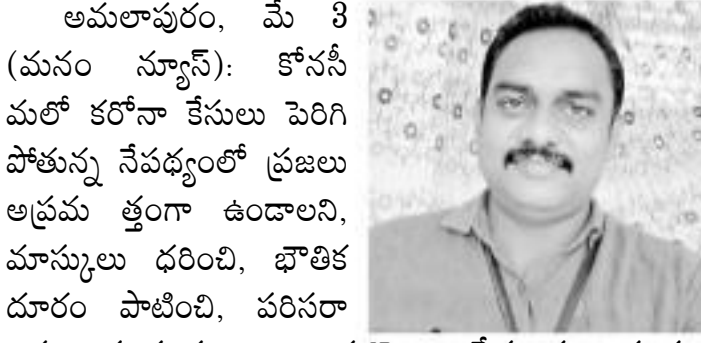 అమలాపురం, మే 3
(మనం న్యూస్): కోనసీ
మలో కరోనా కేసులు పెరిగి
పోతున్న నేపథ్యంలో ప్రజలు
అప్రమ త్తంగా ఉండాలని,
మాస్కులు ధరించి, భౌతిక
దూరం పాటించి, పరిసరా